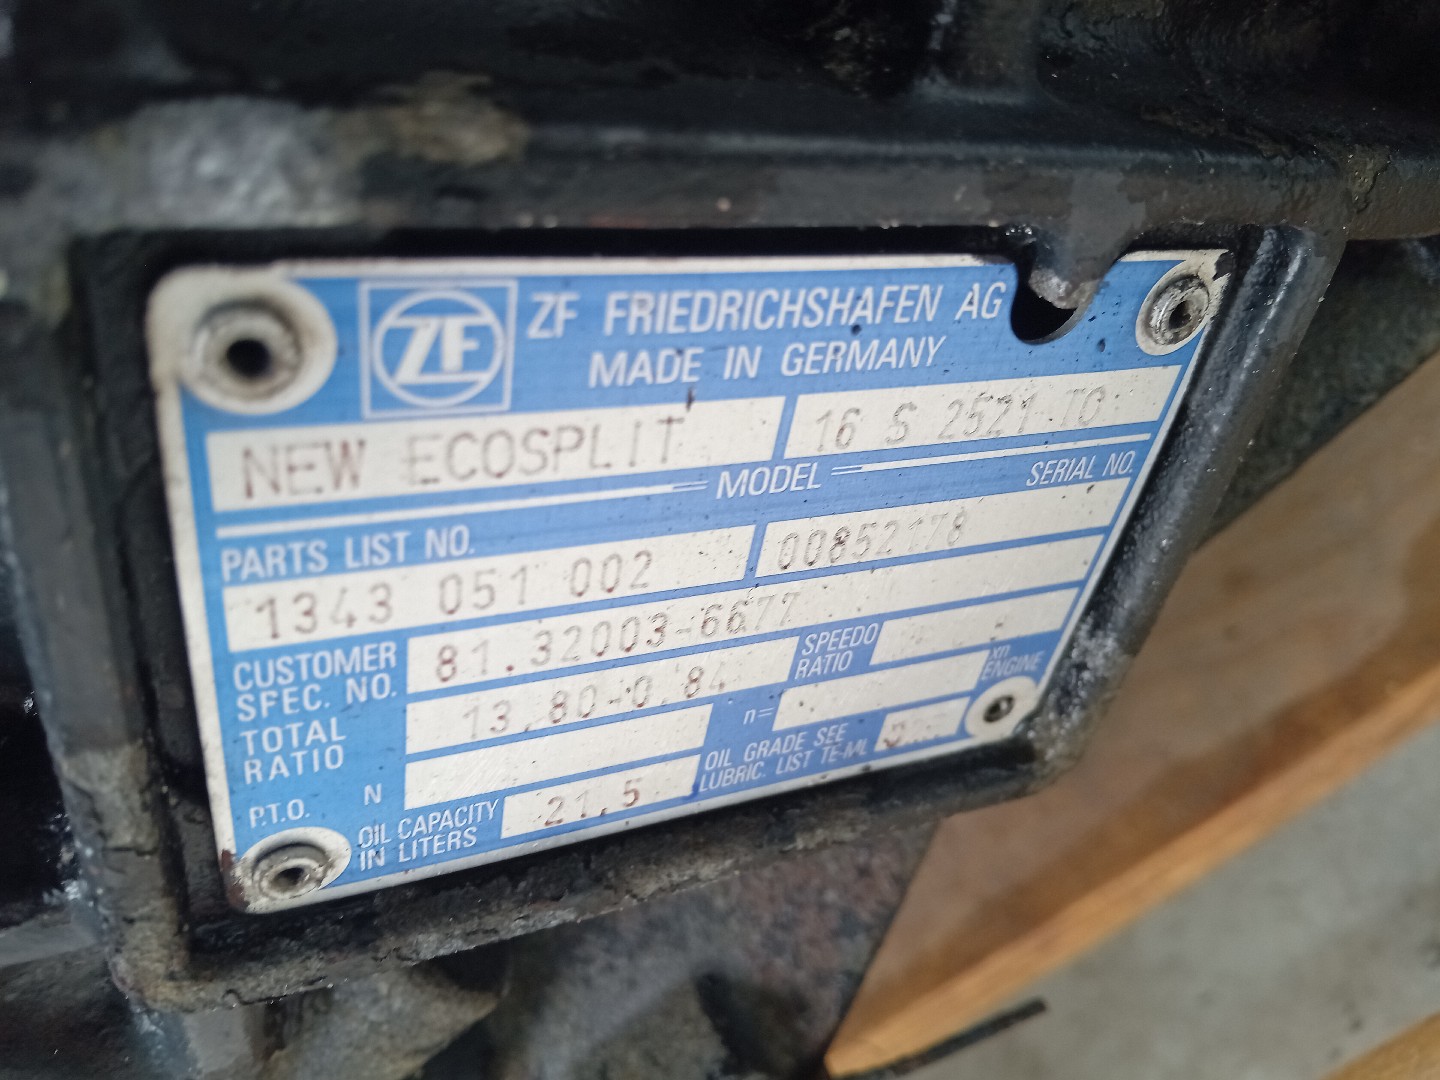 ZF
ZF FRIEDRICHSHAFEN AG
MADE IN GERMANY
NEW ECOSPLIT
16 S 2521 TO
MODEL
SERIAL NO.
PARTS LIST NO.
1343 051 002
00852178
CUSTOMER
SPEC. NO.
81.32003-6677
TOTAL
RATIO
13.80-0.84
SPEEDO
RATIO
P.T.O.
N
n=
xn
ENGINE
OIL CAPACITY
IN LITERS
21.5
OIL GRADE SEE
LUBRIC. LIST TE-ML